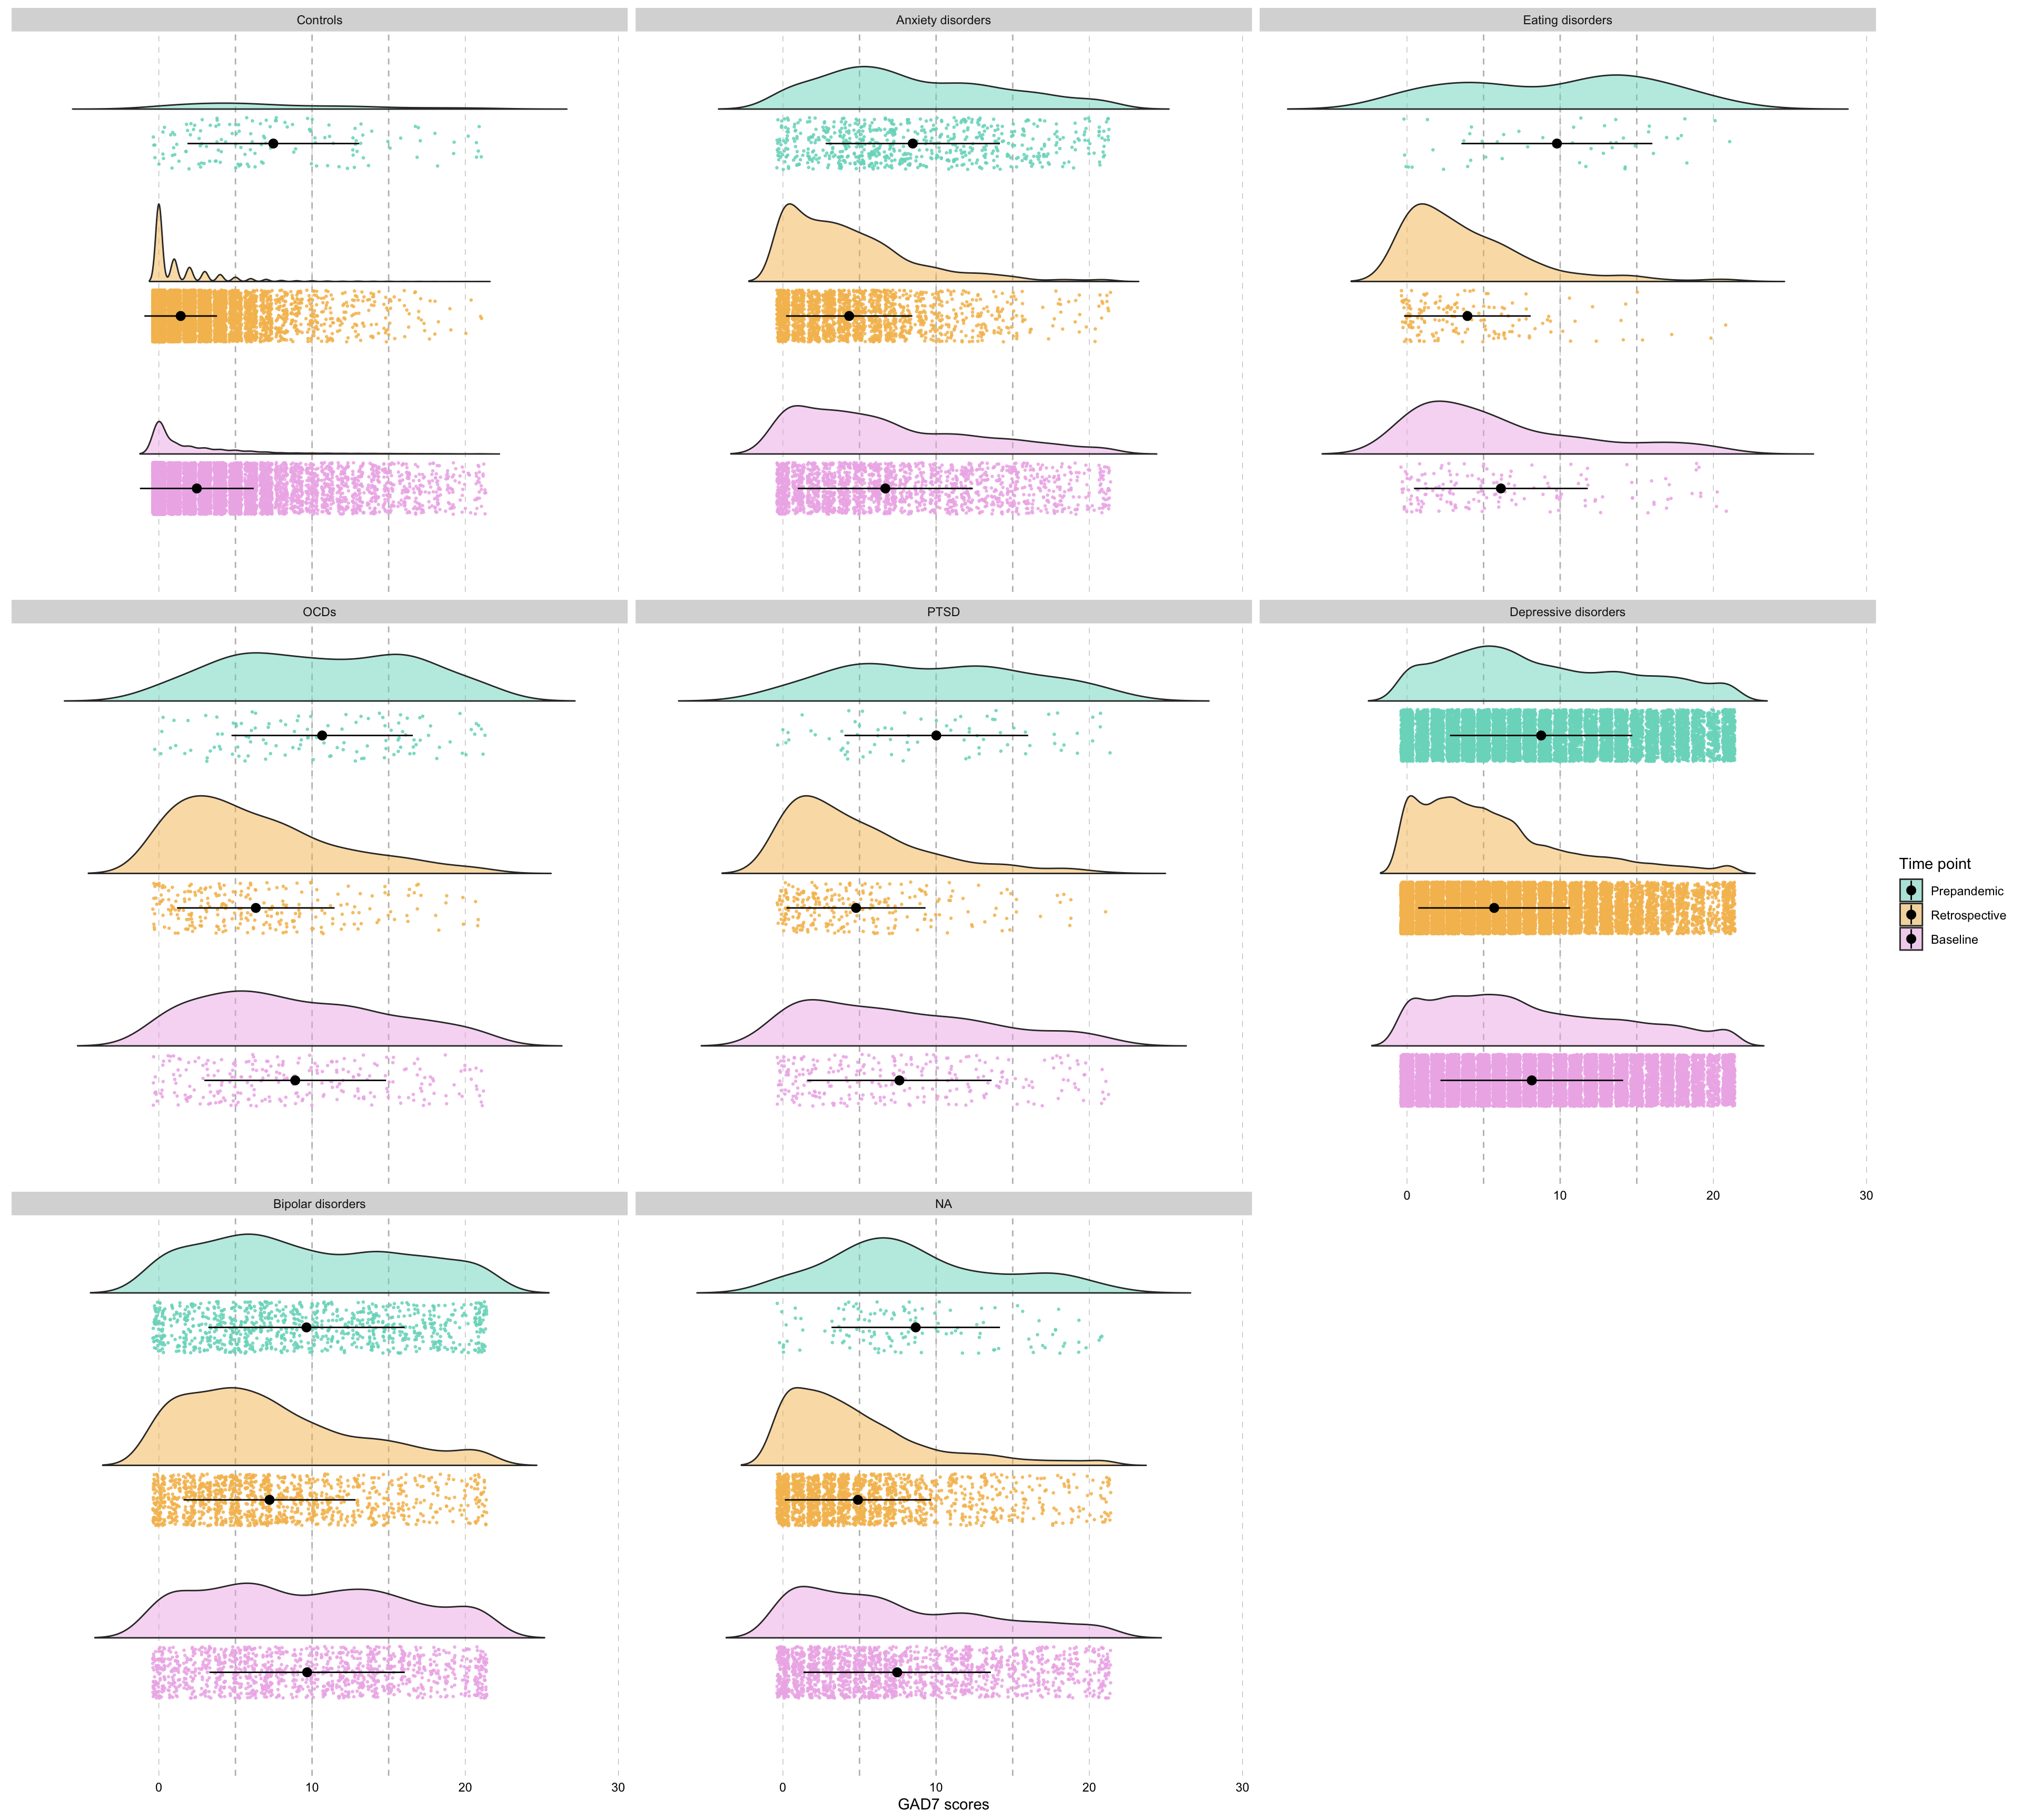 Controls
Anxiety disorders
Eating disorders
OCDs
PTSD
Depressive disorders
Time point
Prepandemic
Retrospective
Baseline
0 10 20 30
Bipolar disorders
NA
0 10 20 30
0 10 20 30
GAD7 scores